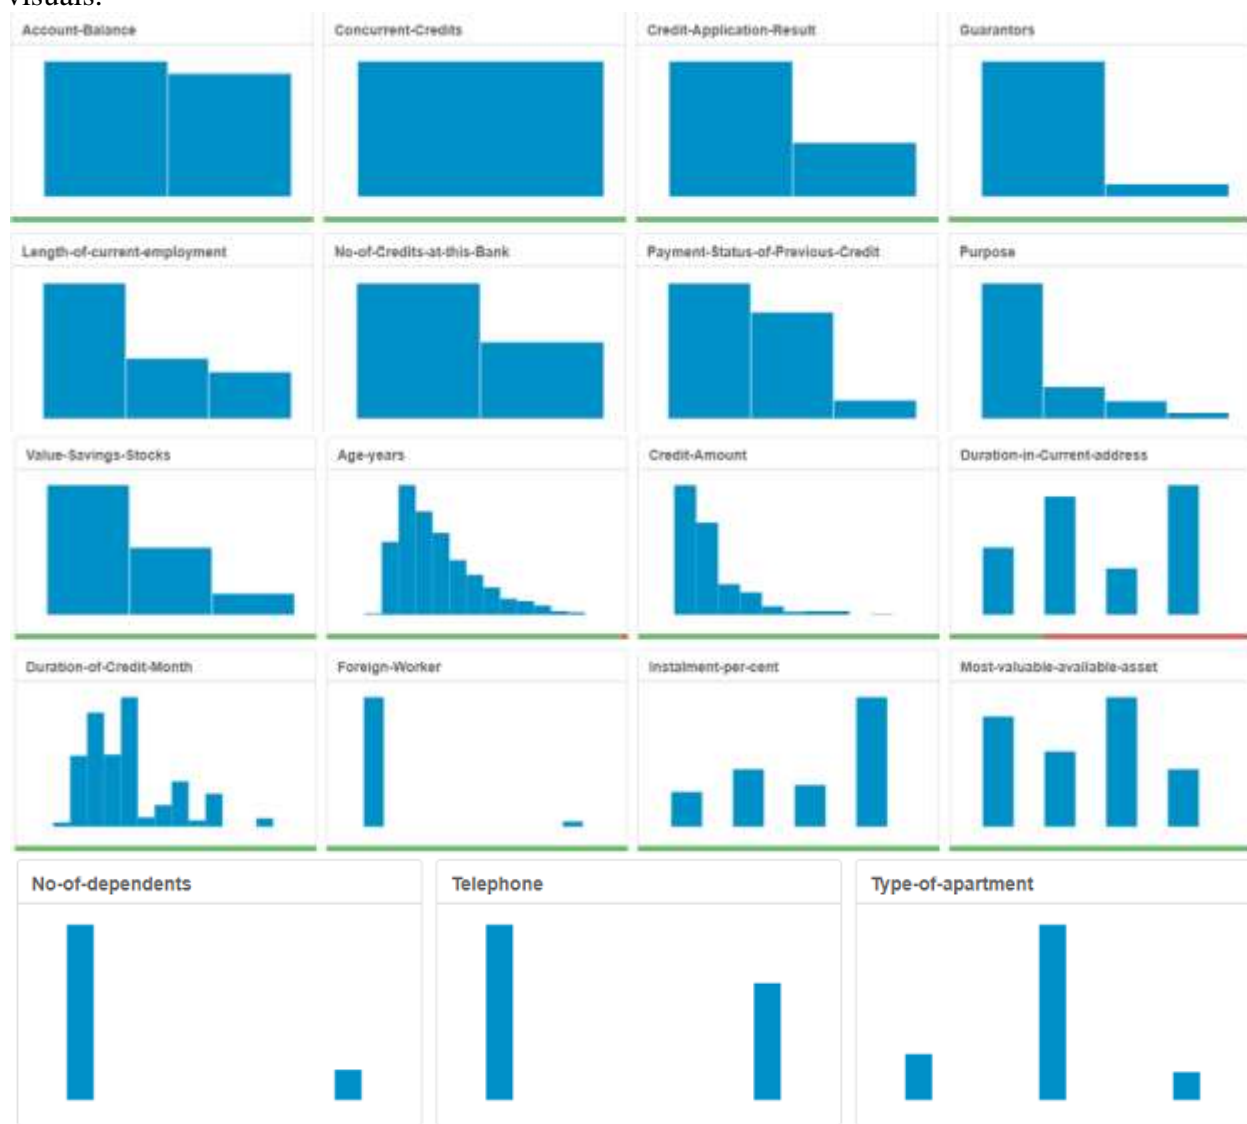 visuals.
Account-Balance Concurrent-Credits Credit-Application-Result Guarantors
Length-of-current-employment No-of-Credits-at-this-Bank Payment-Status-of-Previous-Credit Purpose
Value-Savings-Stocks Age-years Credit-Amount Duration-in-Current-address
Duration-of-Credit-Month Foreign-Worker Instalment-per-cent Most-valuable-available-asset
No-of-dependents Telephone Type-of-apartment